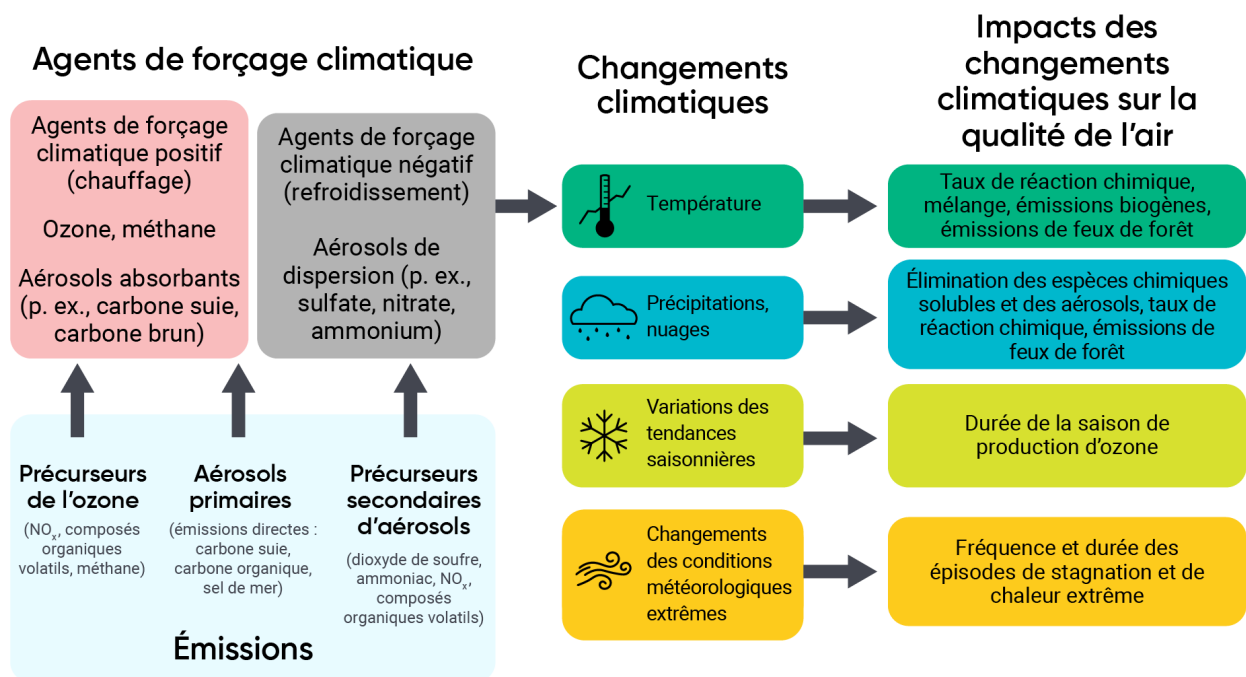 Agents de forçage climatique
Agents de forçage
climatique positif
(chauffage)
Ozone, méthane
Aérosols absorbants
(p. ex., carbone suie,
carbone brun)
Agents de forçage
climatique négatif
(refroidissement)
Aérosols de
dispersion (p. ex.,
sulfate, nitrate,
ammonium)
Précurseurs
de l’ozone
(NOₓ, composés
organiques
volatils, méthane)
Aérosols
primaires
(émissions directes :
carbone suie,
carbone organique,
sel de mer)
Précurseurs
secondaires
d’aérosols
(dioxyde de soufre,
ammoniac, NOₓ,
composés
organiques volatils)
Émissions
Changements
climatiques
Température
Précipitations,
nuages
Variations des
tendances
saisonnières
Changements
des conditions
météorologiques
extrêmes
Impacts des
changements
climatiques sur la
qualité de l’air
Taux de réaction chimique,
mélange, émissions biogènes,
émissions de feux de forêt
Élimination des espèces chimiques
solubles et des aérosols, taux de
réaction chimique, émissions de
feux de forêt
Durée de la saison de
production d’ozone
Fréquence et durée des
épisodes de stagnation et de
chaleur extrême